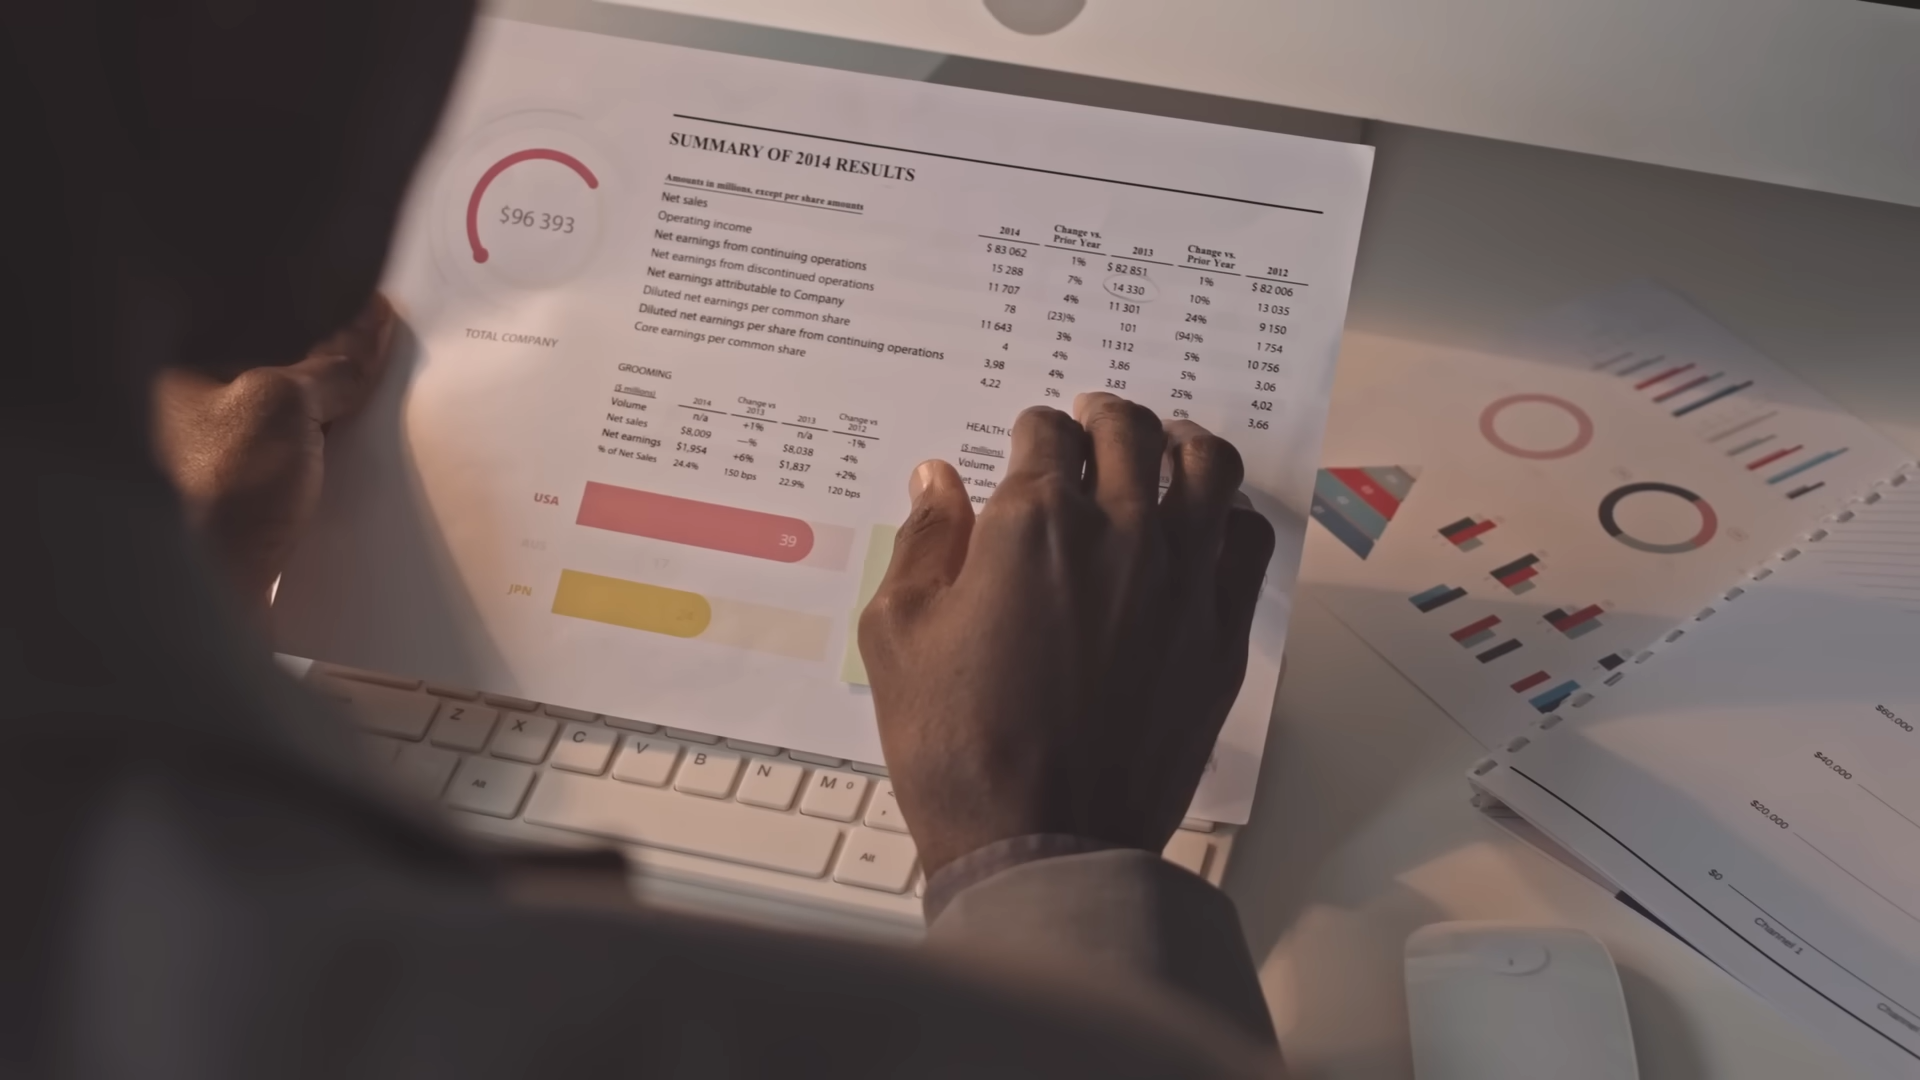 $96 393
TOTAL COMPANY
SUMMARY OF 2014 RESULTS
Amounts in millions, except per share amounts
2014 Change vs. Prior Year 2013 Change vs. Prior Year 2012
Net sales $ 83 062 1% $ 82 851 1% $ 82 006
Operating income 15 288 7% 14 330 10% 13 035
Net earnings from continuing operations 11 707 4% 11 301 24% 9 150
Net earnings from discontinued operations 78 (23)% 101 (94)% 1 754
Net earnings attributable to Company 11 643 3% 11 312 5% 10 756
Diluted net earnings per common share 4 4% 3,86 5% 3,06
Diluted net earnings per share from continuing operations 3,98 4% 3,83 25% 4,02
Core earnings per common share 4,22 5% 6% 3,66
GROOMING
($ millions) 2014 Change vs 2013 2013 Change vs 2012
Volume n/a +1% n/a -1%
Net sales $8,009 —% $8,038 -4%
Net earnings $1,954 +6% $1,837 +2%
% of Net Sales 24.4% 150 bps 22.9% 120 bps
HEALTH
($ millions)
Volume
USA 39
AUS 17
JPN
Z X C V B N M 0 < ,
Alt Alt
$60,000
$40,000
$20,000
$0
Channel 1